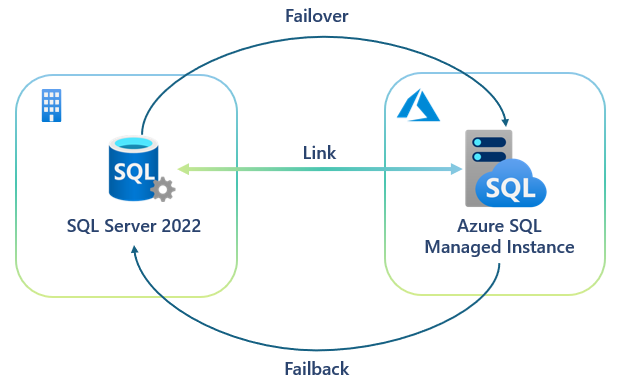 Failover
SQL
Link
SQL
SQL Server 2022
Azure SQL
Managed Instance
Failback